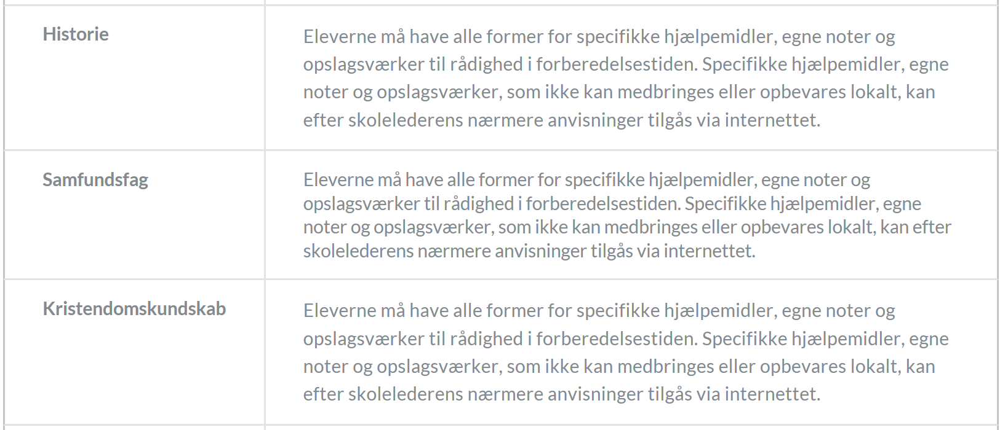 Historie
Eleverne må have alle former for specifikke hjælpemidler, egne noter og
opslagsværker til rådighed i forberedelsestiden. Specifikke hjælpemidler, egne
noter og opslagsværker, som ikke kan medbringes eller opbevares lokalt, kan
efter skolelederens nærmere anvisninger tilgås via internettet.
Samfundsfag
Eleverne må have alle former for specifikke hjælpemidler, egne noter og
opslagsværker til rådighed i forberedelsestiden. Specifikke hjælpemidler, egne
noter og opslagsværker, som ikke kan medbringes eller opbevares lokalt, kan efter
skolelederens nærmere anvisninger tilgås via internettet.
Kristendomskundskab
Eleverne må have alle former for specifikke hjælpemidler, egne noter og
opslagsværker til rådighed i forberedelsestiden. Specifikke hjælpemidler, egne
noter og opslagsværker, som ikke kan medbringes eller opbevares lokalt, kan
efter skolelederens nærmere anvisninger tilgås via internettet.